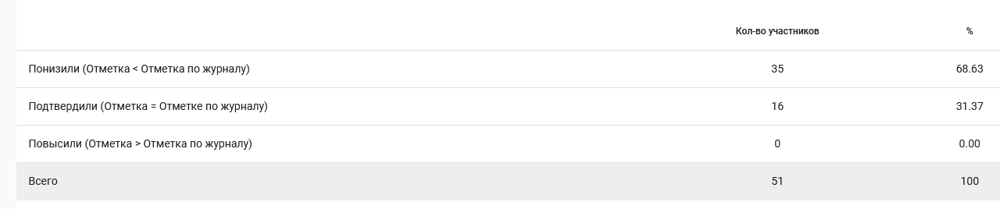 Кол-во участников %
Понизили (Отметка < Отметка по журналу) 35 68.63
Подтвердили (Отметка = Отметке по журналу) 16 31.37
Повысили (Отметка > Отметка по журналу) 0 0.00
Всего 51 100